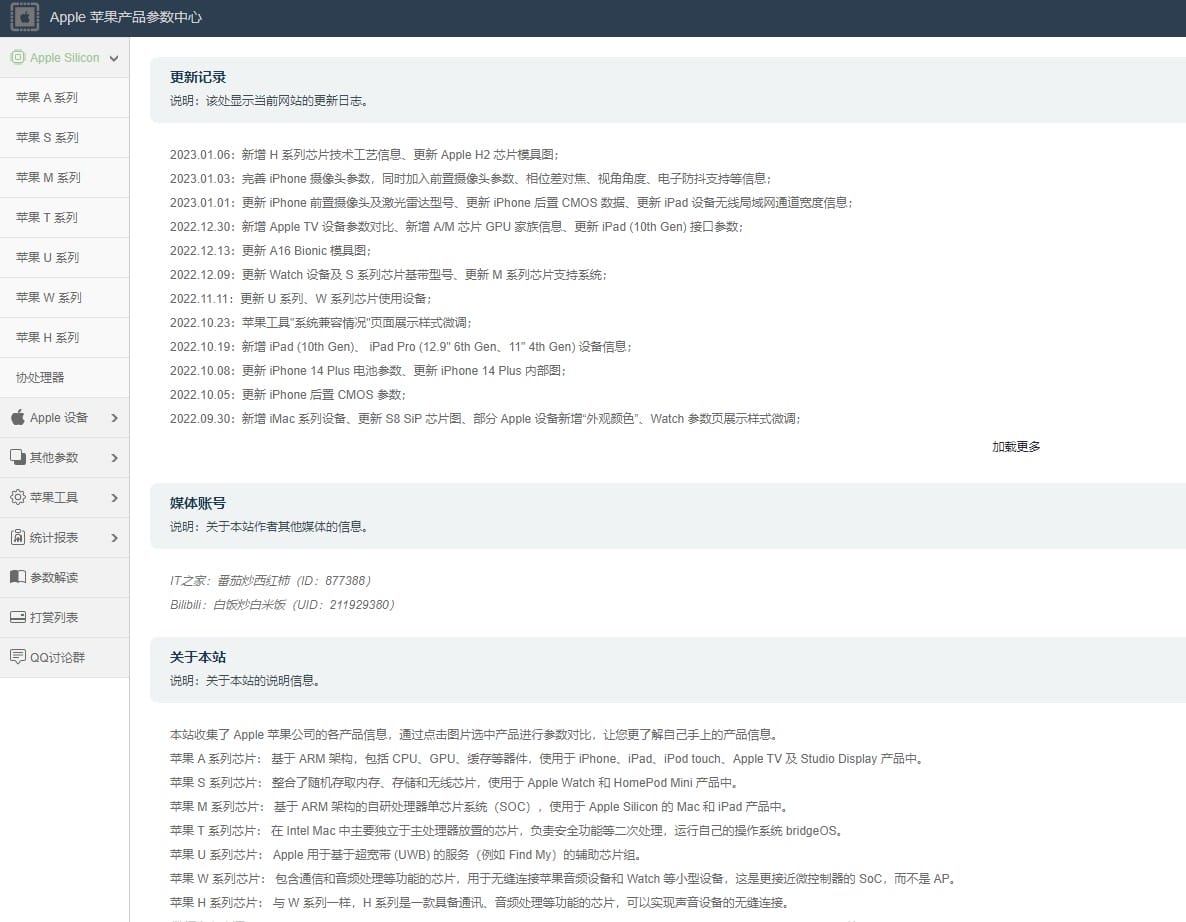 Apple 苹果产品参数中心
Apple Silicon
苹果 A 系列
苹果 S 系列
苹果 M 系列
苹果 T 系列
苹果 U 系列
苹果 W 系列
苹果 H 系列
协处理器
Apple 设备
其他参数
苹果工具
统计报表
参数解读
打赏列表
QQ讨论群
更新记录
说明：该处显示当前网站的更新日志。
2023.01.06：新增 H 系列芯片技术工艺信息、更新 Apple H2 芯片模具图；
2023.01.03：完善 iPhone 摄像头参数，同时加入前置摄像头参数、相位差对焦、视角角度、电子防抖支持等信息；
2023.01.01：更新 iPhone 前置摄像头及激光雷达型号、更新 iPhone 后置 CMOS 数据、更新 iPad 设备无线局域网通道宽度信息；
2022.12.30：新增 Apple TV 设备参数对比、新增 A/M 芯片 GPU 家族信息、更新 iPad (10th Gen) 接口参数；
2022.12.13：更新 A16 Bionic 模具图；
2022.12.09：更新 Watch 设备及 S 系列芯片基带型号、更新 M 系列芯片支持系统；
2022.11.11：更新 U 系列、W 系列芯片使用设备；
2022.10.23：苹果工具"系统兼容情况"页面展示样式微调；
2022.10.19：新增 iPad (10th Gen)、 iPad Pro (12.9" 6th Gen、11" 4th Gen) 设备信息；
2022.10.08：更新 iPhone 14 Plus 电池参数、更新 iPhone 14 Plus 内部图；
2022.10.05：更新 iPhone 后置 CMOS 参数；
2022.09.30：新增 iMac 系列设备、更新 S8 SiP 芯片图、部分 Apple 设备新增“外观颜色”、Watch 参数页展示样式微调；
加载更多
媒体账号
说明：关于本站作者其他媒体的信息。
IT之家：番茄炒西红柿（ID：877388）
Bilibili：白饭炒白米饭（UID：211929380）
关于本站
说明：关于本站的说明信息。
本站收集了 Apple 苹果公司的各产品信息，通过点击图片选中产品进行参数对比，让您更了解自己手上的产品信息。
苹果 A 系列芯片： 基于 ARM 架构，包括 CPU、GPU、缓存等器件，使用于 iPhone、iPad、iPod touch、Apple TV 及 Studio Display 产品中。
苹果 S 系列芯片： 整合了随机存取内存、存储和无线芯片，使用于 Apple Watch 和 HomePod Mini 产品中。
苹果 M 系列芯片： 基于 ARM 架构的自研处理器单芯片系统（SOC），使用于 Apple Silicon 的 Mac 和 iPad 产品中。
苹果 T 系列芯片： 在 Intel Mac 中主要独立于主处理器放置的芯片，负责安全功能等二次处理，运行自己的操作系统 bridgeOS。
苹果 U 系列芯片： Apple 用于基于超宽带 (UWB) 的服务（例如 Find My）的辅助芯片组。
苹果 W 系列芯片： 包含通信和音频处理等功能的芯片，用于无缝连接苹果音频设备和 Watch 等小型设备，这是更接近微控制器的 SoC，而不是 AP。
苹果 H 系列芯片： 与 W 系列一样，H 系列是一款具备通讯、音频处理等功能的芯片，可以实现声音设备的无缝连接。